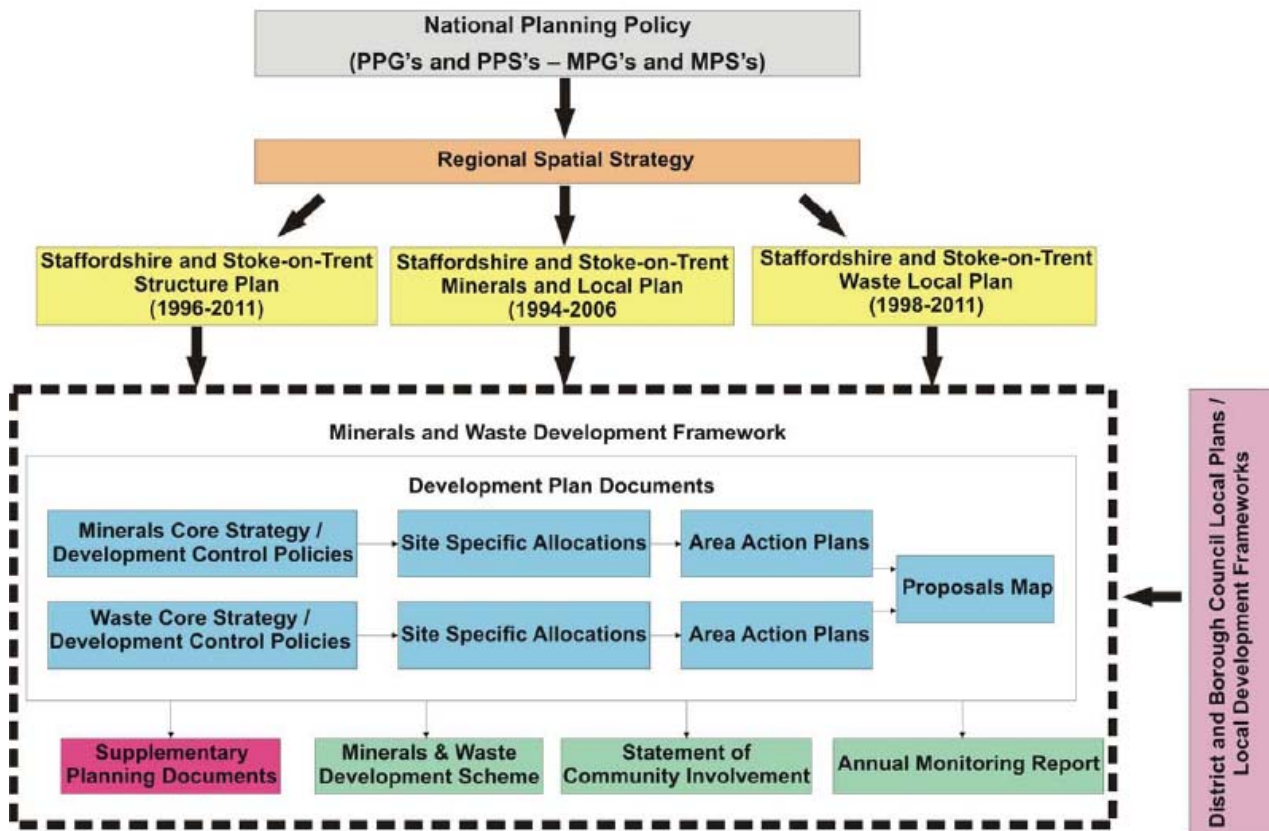 National Planning Policy
(PPG's and PPS's – MPG's and MPS's)
Regional Spatial Strategy
Staffordshire and Stoke-on-Trent
Structure Plan
(1996-2011)
Staffordshire and Stoke-on-Trent
Minerals and Local Plan
(1994-2006
Staffordshire and Stoke-on-Trent
Waste Local Plan
(1998-2011)
Minerals and Waste Development Framework
Development Plan Documents
Minerals Core Strategy /
Development Control Policies
Site Specific Allocations
Area Action Plans
Waste Core Strategy /
Development Control Policies
Site Specific Allocations
Area Action Plans
Proposals Map
Supplementary
Planning Documents
Minerals & Waste
Development Scheme
Statement of
Community Involvement
Annual Monitoring Report
District and Borough Council Local Plans /
Local Development Frameworks